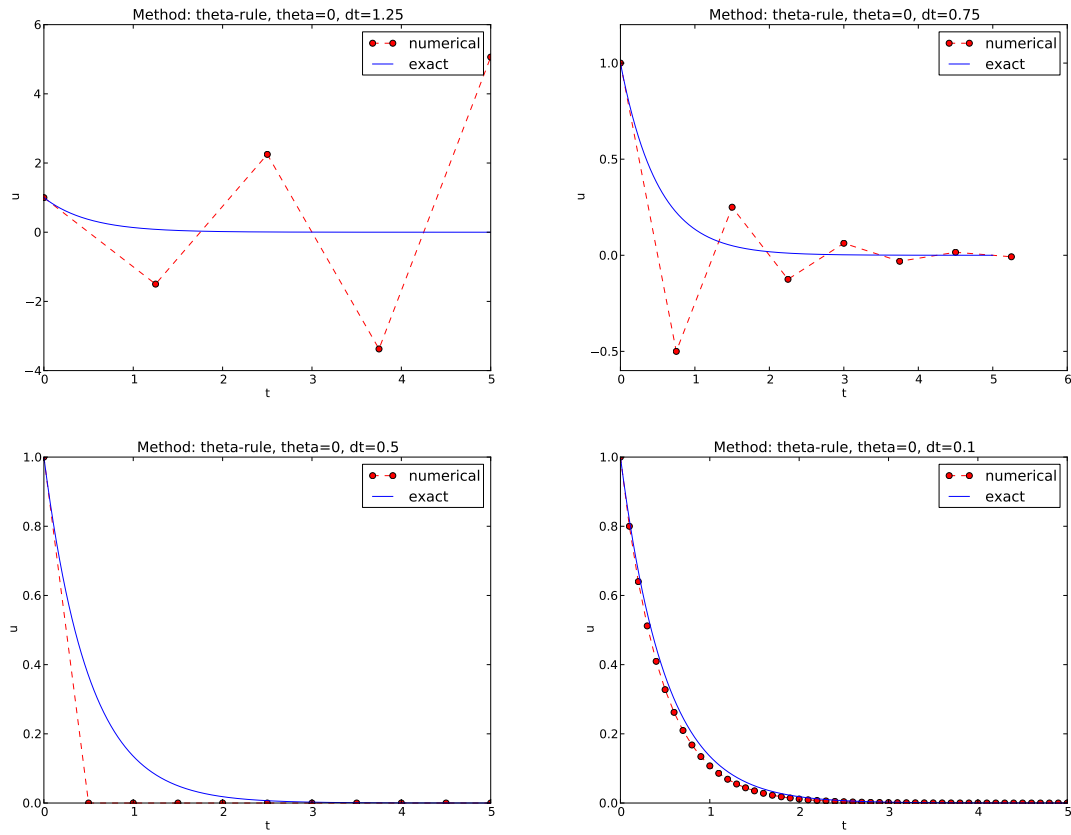 Method: theta-rule, theta=0, dt=1.25
6
4
2
0
−2
−4
u
numerical
exact
0 1 2 3 4 5
t
Method: theta-rule, theta=0, dt=0.75
1.0
0.5
0.0
−0.5
u
numerical
exact
0 1 2 3 4 5 6
t
Method: theta-rule, theta=0, dt=0.5
1.0
0.8
0.6
0.4
0.2
0.0
u
numerical
exact
0 1 2 3 4 5
t
Method: theta-rule, theta=0, dt=0.1
1.0
0.8
0.6
0.4
0.2
0.0
u
numerical
exact
0 1 2 3 4 5
t